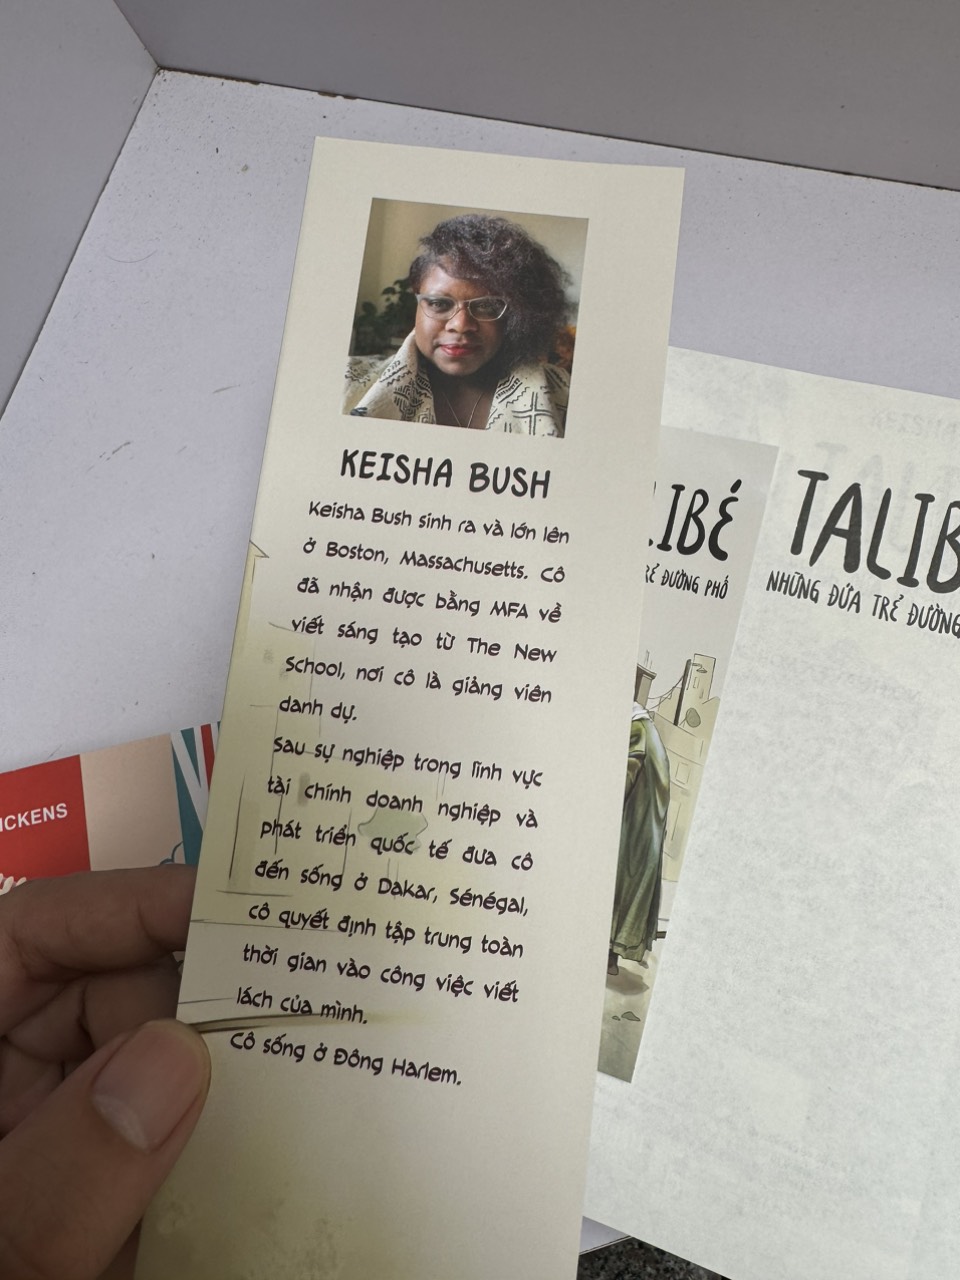 KEISHA BUSH
Keisha Bush sinh ra và lớn lên
ở Boston, Massachusetts. Cô
đã nhận được bằng MFA về
viết sáng tạo từ The New
School, nơi cô là giảng viên
danh dự.
Sau sự nghiệp trong lĩnh vực
tài chính doanh nghiệp và
phát triển quốc tế đưa cô
đến sống ở Dakar, Sénégal,
cô quyết định tập trung toàn
thời gian vào công việc viết
lách của mình.
Cô sống ở Đông Harlem.
LIBÉ
TRẺ ĐƯỜNG PHỐ
TALIB
NHỮNG ĐỨA TRẺ ĐƯỜNG
ICKENS